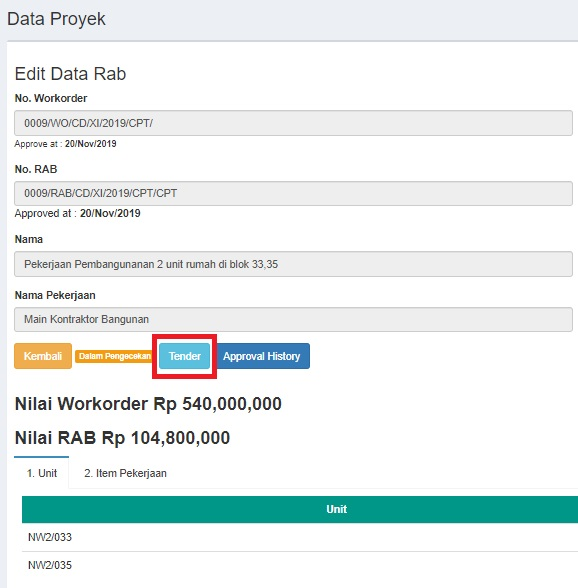 Data Proyek
Edit Data Rab
No. Workorder
0009/WO/CD/XI/2019/CPT/
Approve at : 20/Nov/2019
No. RAB
0009/RAB/CD/XI/2019/CPT/CPT
Approved at : 20/Nov/2019
Nama
Pekerjaan Pembangunanan 2 unit rumah di blok 33,35
Nama Pekerjaan
Main Kontraktor Bangunan
Kembali Dalam Pengecekan Tender Approval History
Nilai Workorder Rp 540,000,000
Nilai RAB Rp 104,800,000
1. Unit 2. Item Pekerjaan
Unit
NW2/033
NW2/035